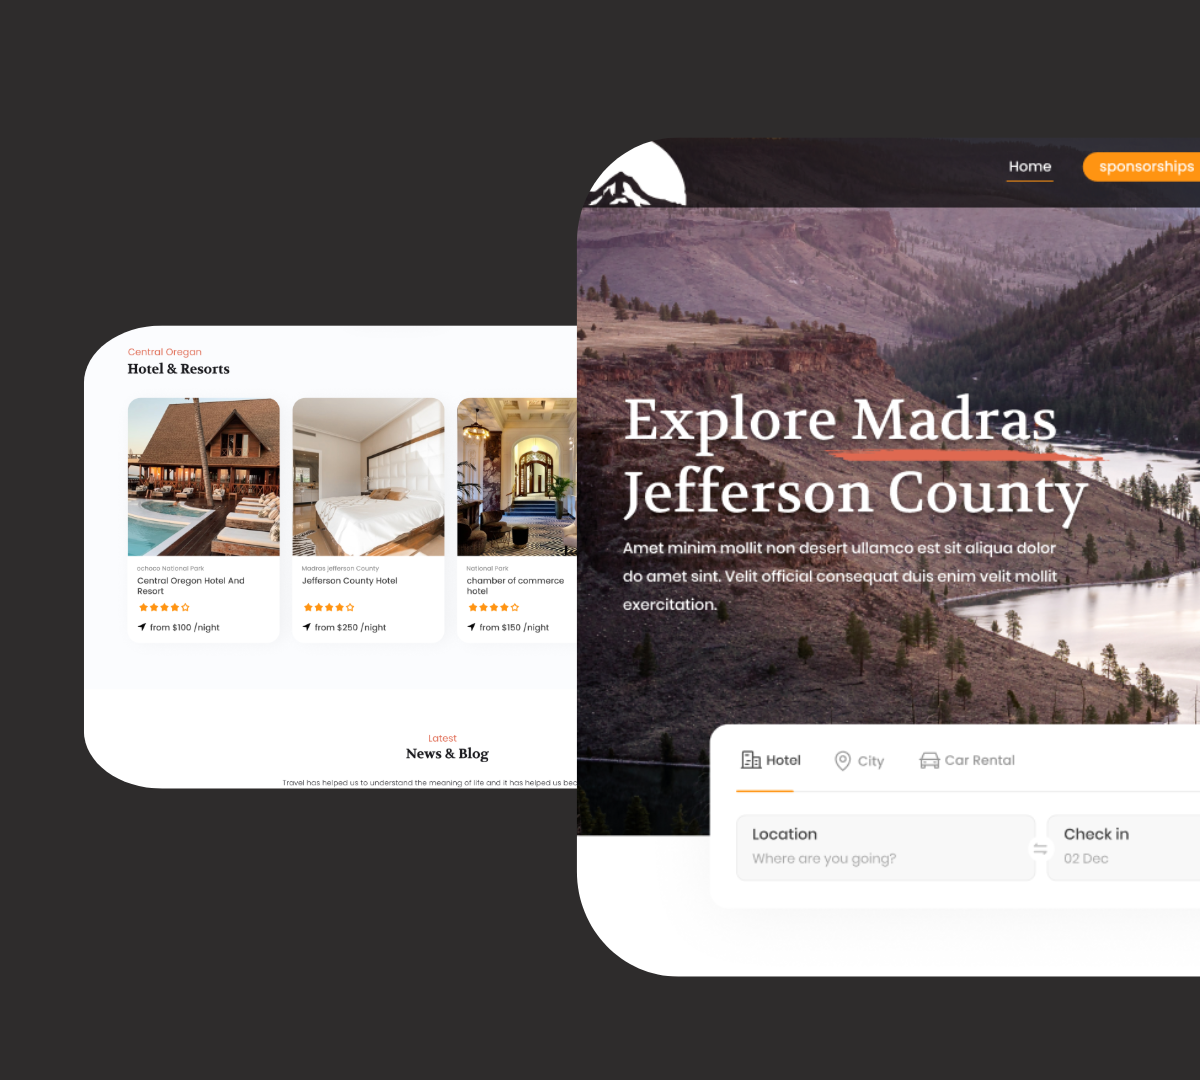 Home
sponsorships
Explore Madras
Jefferson County
Amet minim mollit non desert ullamco est sit aliqua dolor
do amet sint. Velit official consequat duis enim velit mollit
exercitation.
Hotel
City
Car Rental
Location
Where are you going?
Check in
02 Dec
Central Oregan
Hotel & Resorts
ochoco National Park
Central Oregon Hotel And
Resort
from $100 /night
Madras jefferson County
Jefferson County Hotel
from $250 /night
National Park
chamber of commerce
hotel
from $150 /night
Latest
News & Blog
Travel has helped us to understand the meaning of life and it has helped us